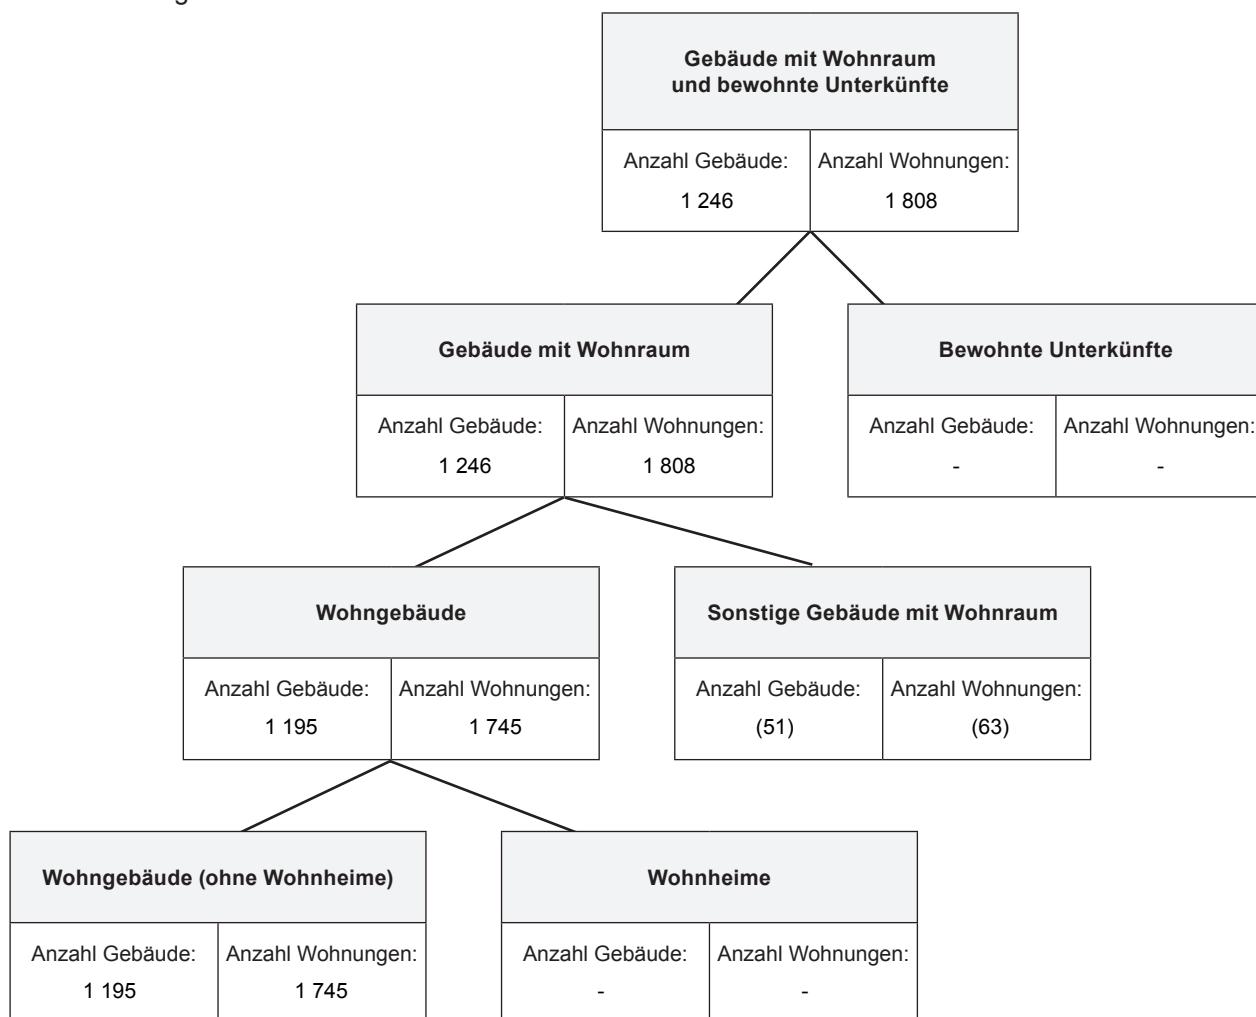 Gebäude mit Wohnraum
und bewohnte Unterkünfte
Anzahl Gebäude: Anzahl Wohnungen:
1 246 1 808
Gebäude mit Wohnraum Bewohnte Unterkünfte
Anzahl Gebäude: Anzahl Wohnungen: Anzahl Gebäude: Anzahl Wohnungen:
1 246 1 808 - -
Wohngebäude Sonstige Gebäude mit Wohnraum
Anzahl Gebäude: Anzahl Wohnungen: Anzahl Gebäude: Anzahl Wohnungen:
1 195 1 745 (51) (63)
Wohngebäude (ohne Wohnheime) Wohnheime
Anzahl Gebäude: Anzahl Wohnungen: Anzahl Gebäude: Anzahl Wohnungen:
1 195 1 745 - -